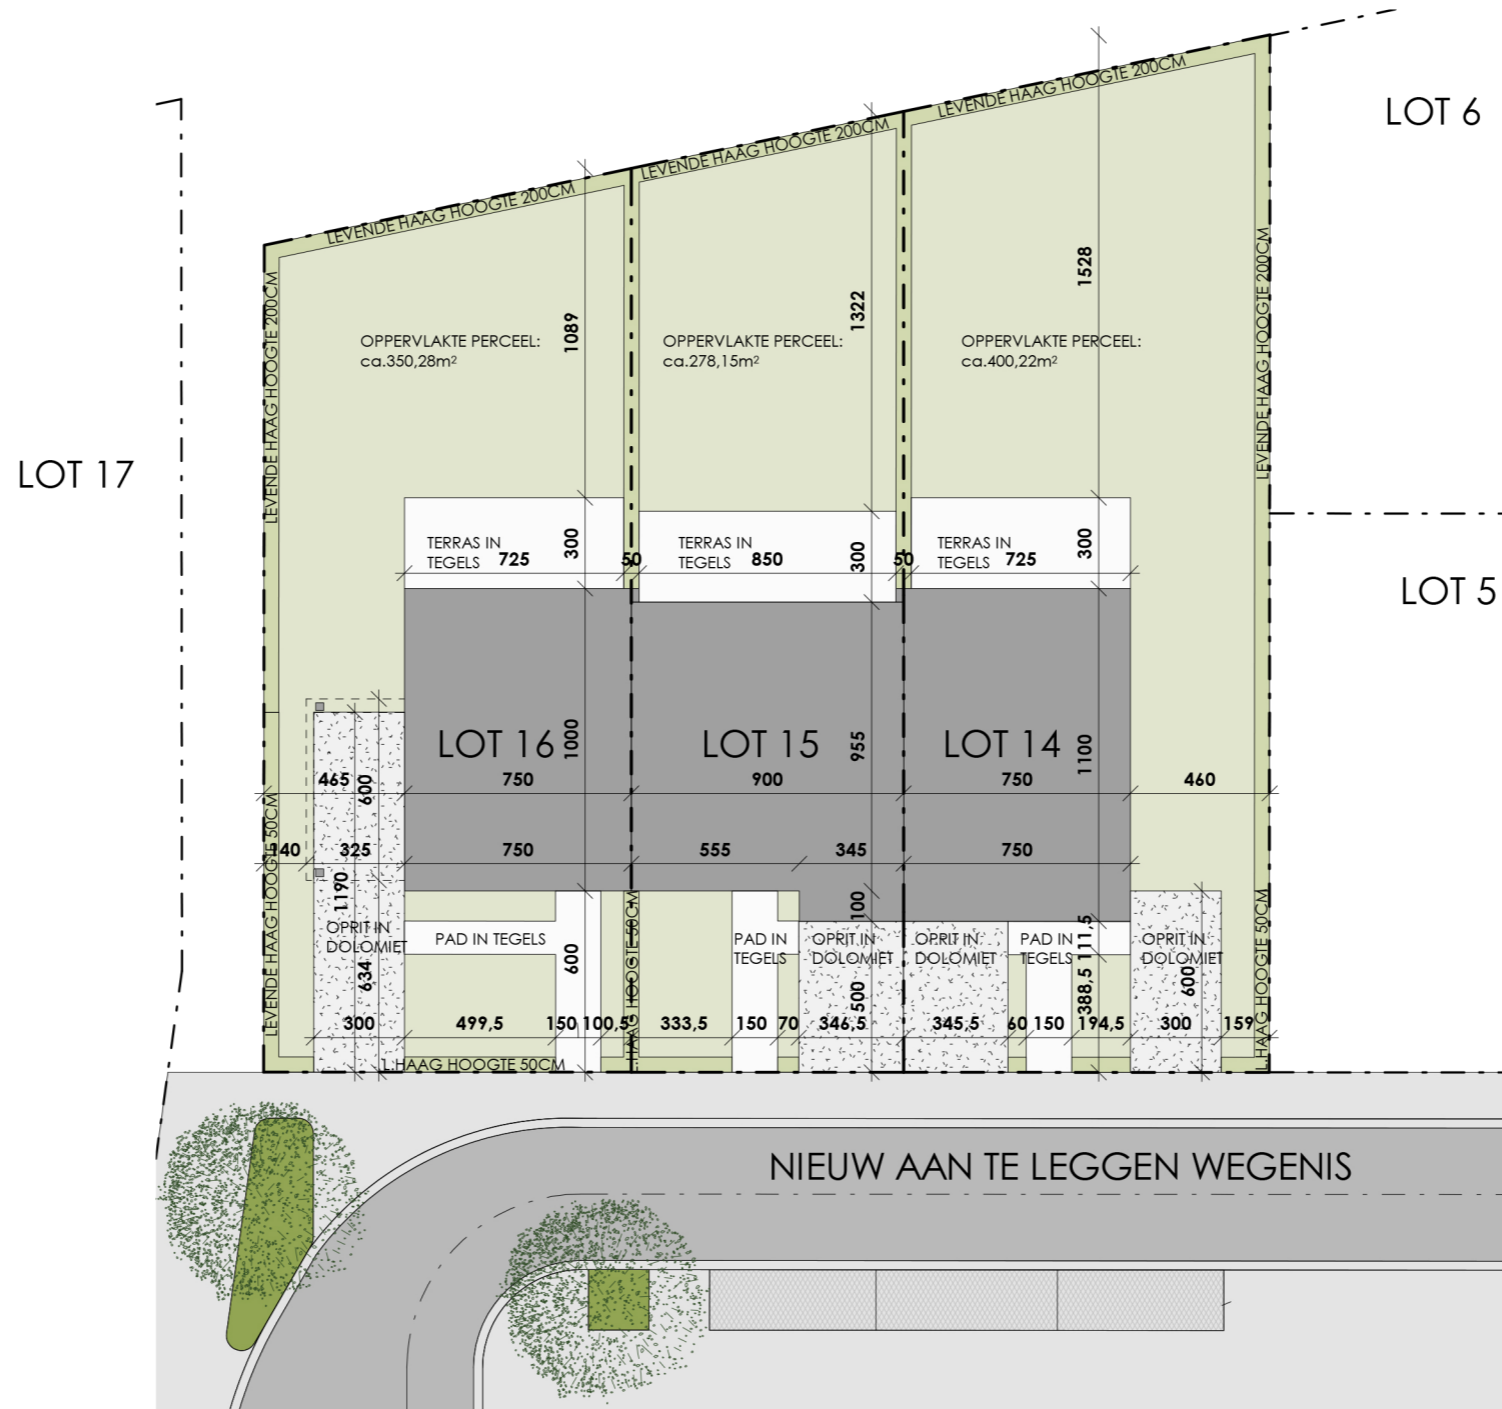 LEVENDE HAAG HOOGTE 200CM
LEVENDE HAAG HOOGTE 200CM
LEVENDE HAAG HOOGTE 200CM
LOT 6
LOT 17
LOT 5
LEVENDE HAAG HOOGTE 200CM
LEVENDE HAAG HOOGTE 200CM
1089
1322
1528
OPPERVLAKTE PERCEEL:
ca.350,28m²
OPPERVLAKTE PERCEEL:
ca.278,15m²
OPPERVLAKTE PERCEEL:
ca.400,22m²
TERRAS IN
TEGELS
725
300
50
TERRAS IN
TEGELS
850
300
50
TERRAS IN
TEGELS
725
300
LOT 16
1000
LOT 15
955
LOT 14
1100
465
600
750
900
750
460
140
325
750
555
345
750
LEVENDE HAAG HOOGTE 50CM
1190
OPRIT IN
DOLOMIET
634
PAD IN TEGELS
600
L.HAAG HOOGTE 50CM
PAD IN
TEGELS
100
OPRIT IN
DOLOMIET
500
OPRIT IN
DOLOMIET
PAD IN
TEGELS
111,5
388,5
OPRIT IN
DOLOMIET
600
L.HAAG HOOGTE 50CM
300
499,5
150
100,5
333,5
150
70
346,5
345,5
60
150
194,5
300
159
L.HAAG HOOGTE 50CM
NIEUW AAN TE LEGGEN WEGENIS